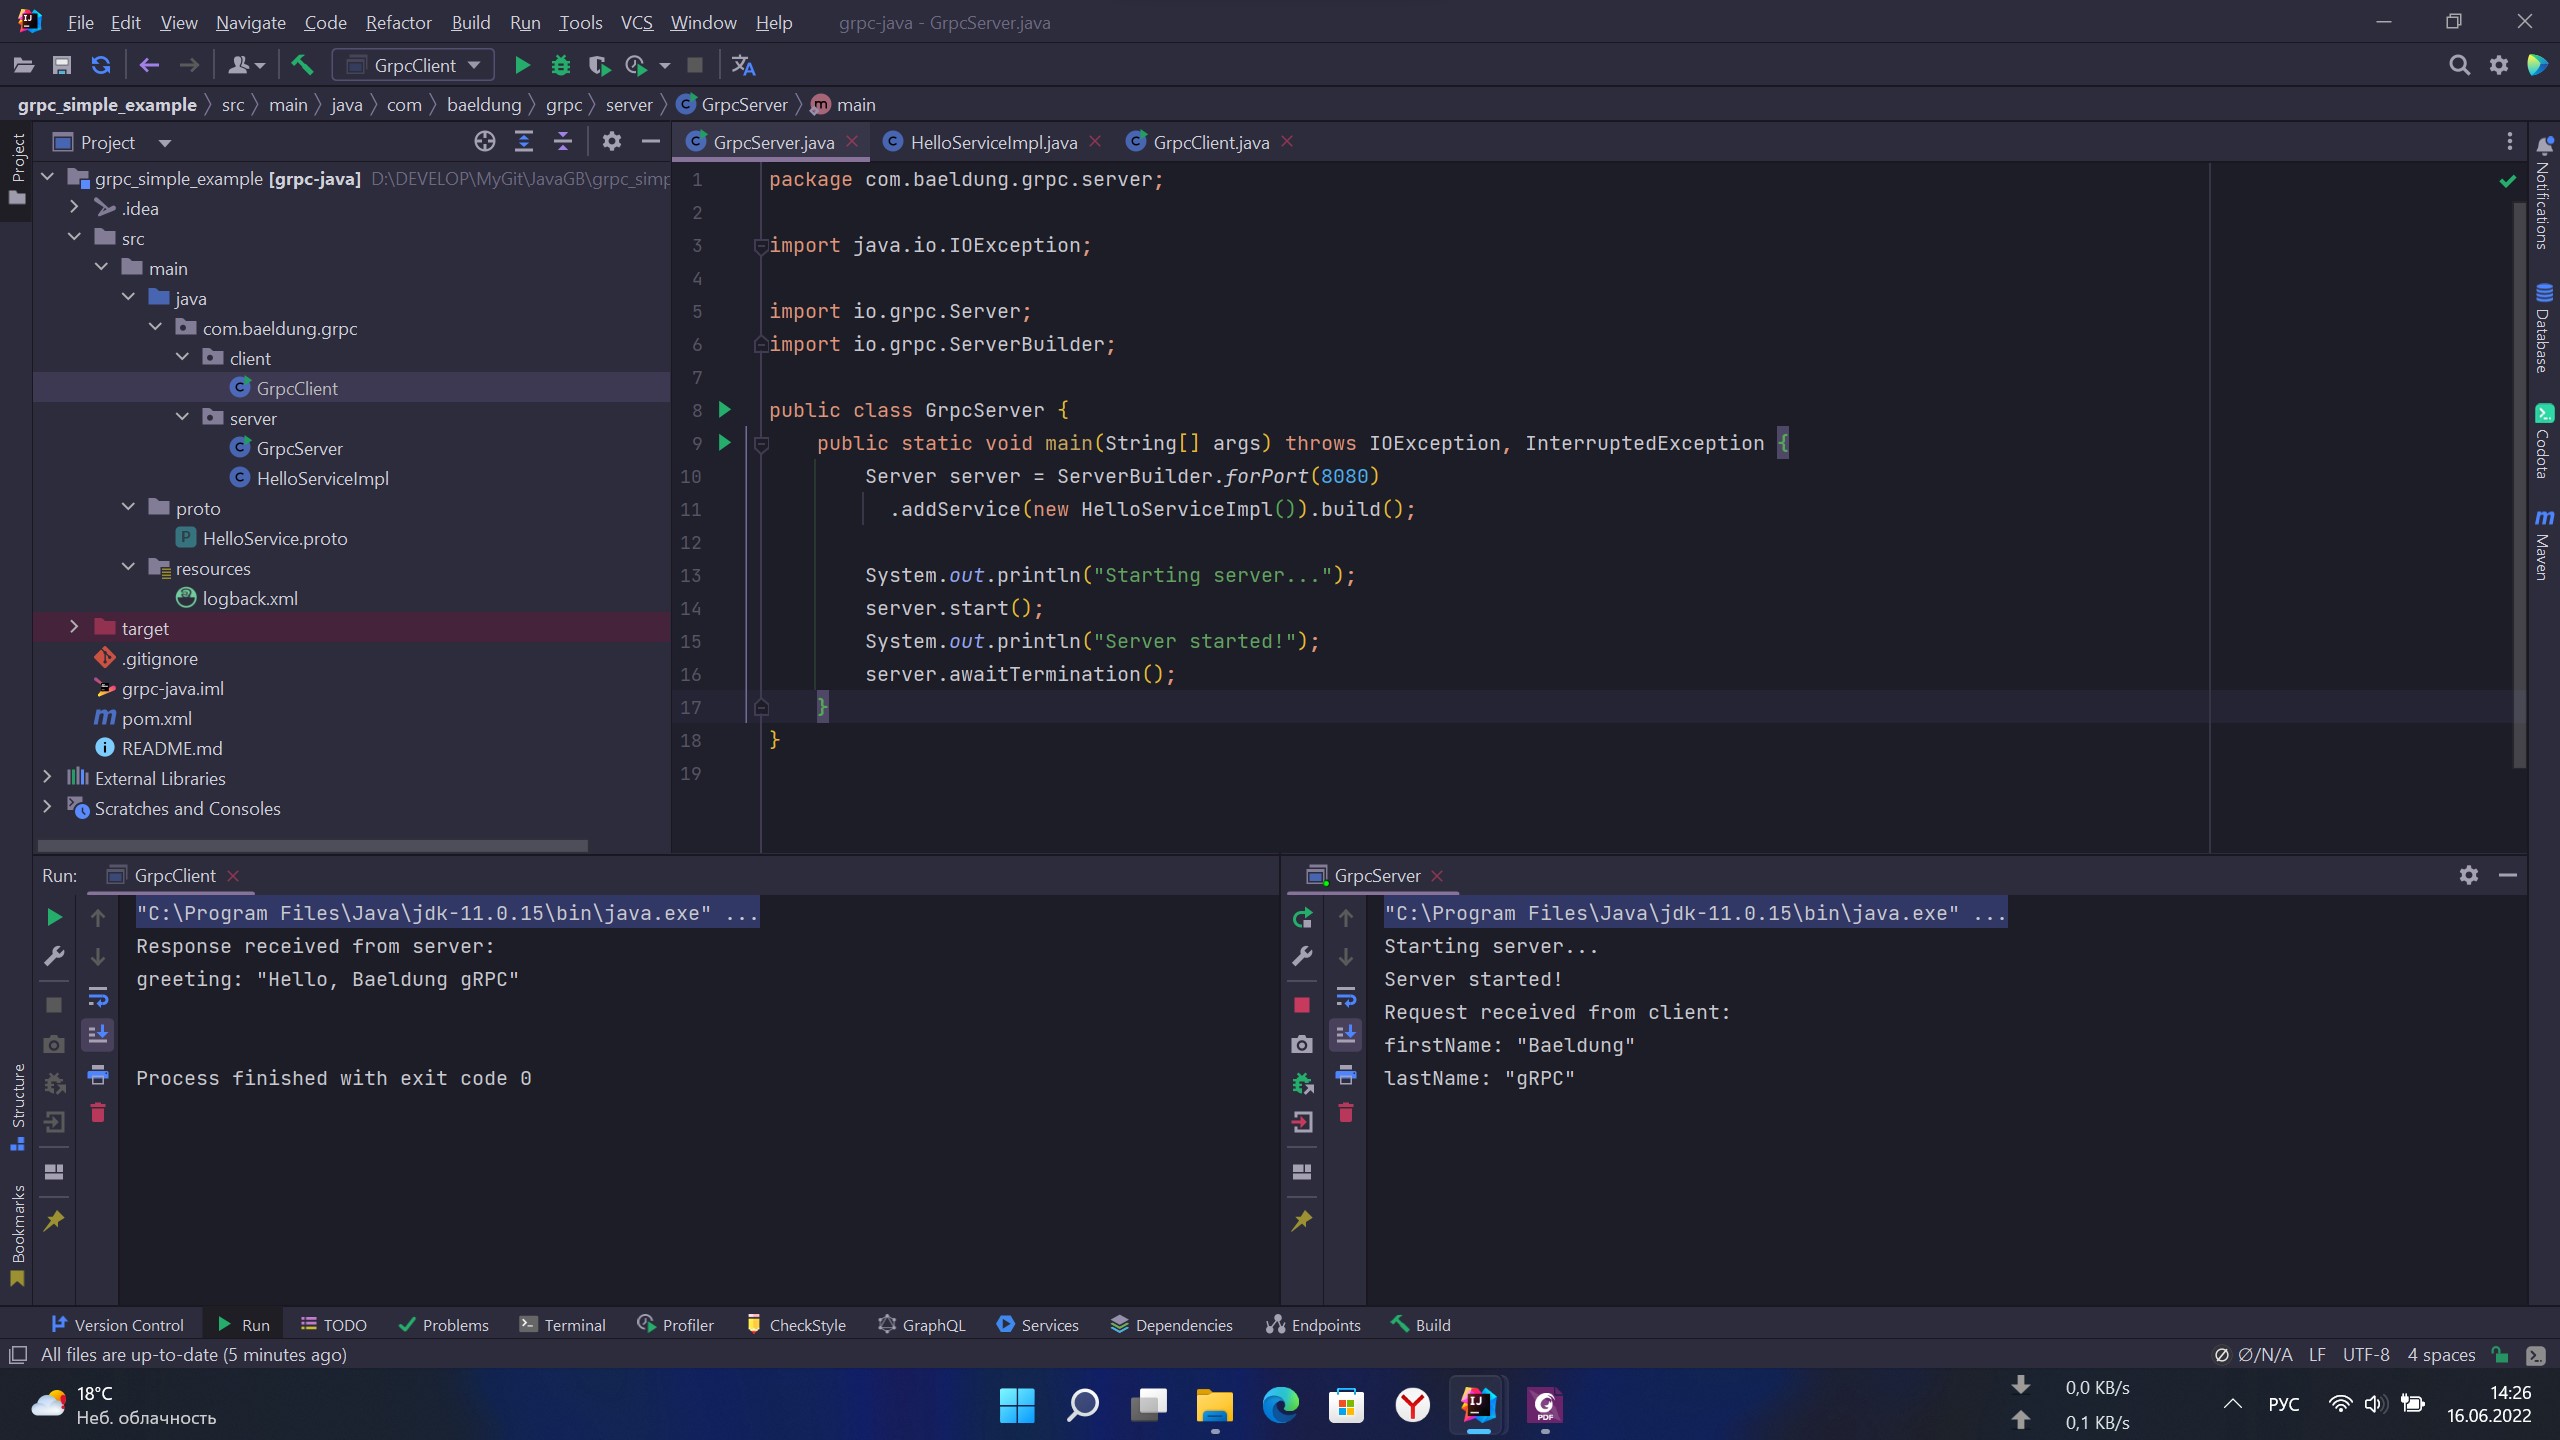 File Edit View Navigate Code Refactor Build Run Tools VCS Window Help grpc-java - GrpcServer.java
GrpcClient
grpc_simple_example src main java com baeldung grpc server GrpcServer main
Project
Project
grpc_simple_example [grpc-java] D:\DEVELOP\MyGit\JavaGB\grpc_simp
.idea
src
main
java
com.baeldung.grpc
client
GrpcClient
server
GrpcServer
HelloServiceImpl
proto
HelloService.proto
resources
logback.xml
target
.gitignore
grpc-java.iml
pom.xml
README.md
External Libraries
Scratches and Consoles
GrpcServer.java HelloServiceImpl.java GrpcClient.java
1 package com.baeldung.grpc.server;
2
3 import java.io.IOException;
4
5 import io.grpc.Server;
6 import io.grpc.ServerBuilder;
7
8 public class GrpcServer {
9 public static void main(String[] args) throws IOException, InterruptedException {
10 Server server = ServerBuilder.forPort(8080)
11 .addService(new HelloServiceImpl()).build();
12
13 System.out.println("Starting server...");
14 server.start();
15 System.out.println("Server started!");
16 server.awaitTermination();
17 }
18 }
19
Notifications
Database
Codota
Maven
Run: GrpcClient
"C:\Program Files\Java\jdk-11.0.15\bin\java.exe" ...
Response received from server:
greeting: "Hello, Baeldung gRPC"
Process finished with exit code 0
GrpcServer
"C:\Program Files\Java\jdk-11.0.15\bin\java.exe" ...
Starting server...
Server started!
Request received from client:
firstName: "Baeldung"
lastName: "gRPC"
Structure
Bookmarks
Version Control Run TODO Problems Terminal Profiler CheckStyle GraphQL Services Dependencies Endpoints Build
All files are up-to-date (5 minutes ago)
∅/N/A LF UTF-8 4 spaces
18°C
Неб. облачность
0,0 KB/s
0,1 KB/s
РУС
14:26
16.06.2022